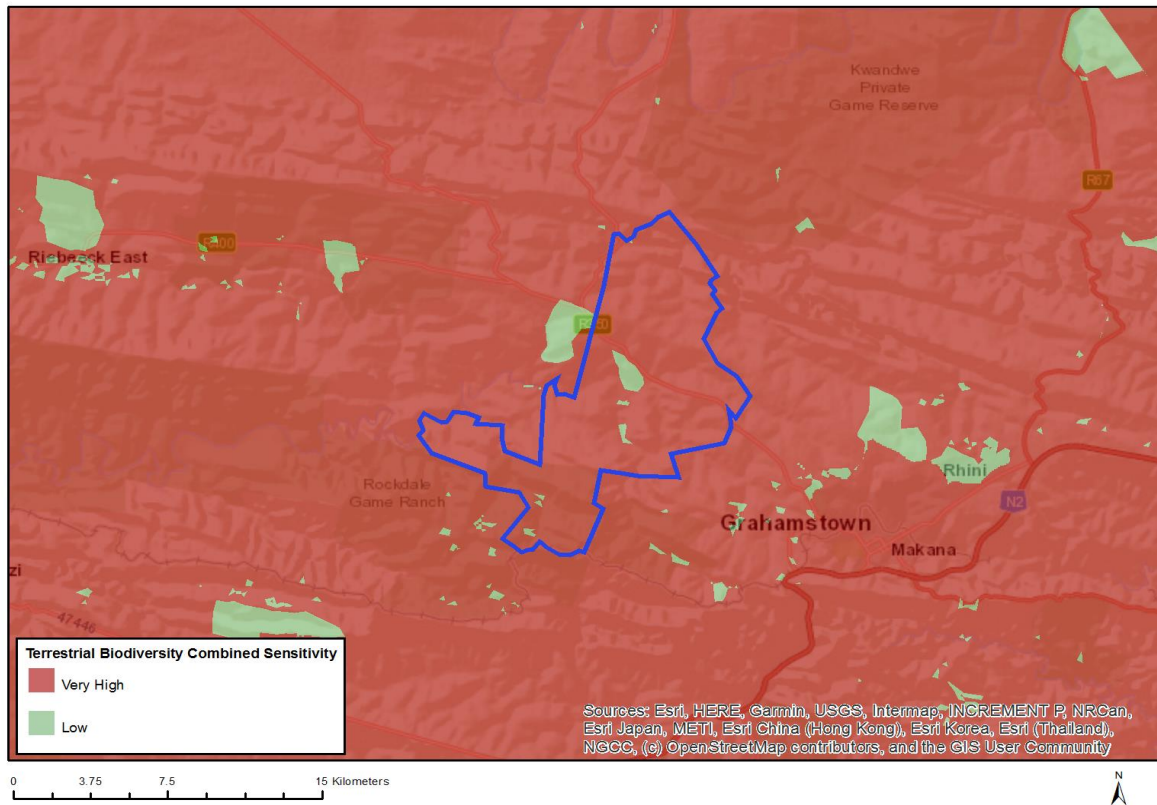 Kwandwe
Private
Game Reserve
R67
R400
Riebeeck East
R350
Rockdale
Game Ranch
Rhini
N2
Grahamstown
Makana
zi
47446
Terrestrial Biodiversity Combined Sensitivity
Very High
Low
Sources: Esri, HERE, Garmin, USGS, Intermap, INCREMENT P, NRCan,
Esri Japan, METI, Esri China (Hong Kong), Esri Korea, Esri (Thailand),
NGCC, (c) OpenStreetMap contributors, and the GIS User Community
0 3.75 7.5 15 Kilometers
N